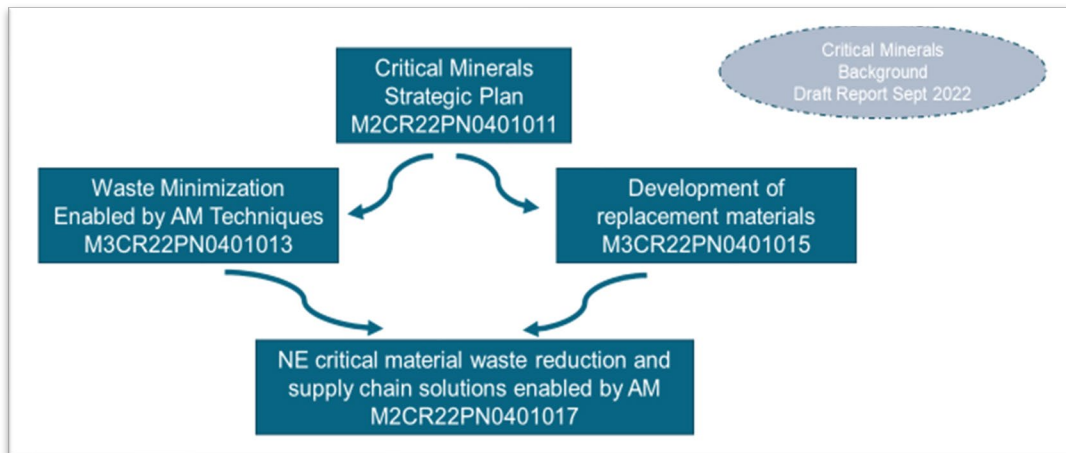 Critical Minerals
Strategic Plan
M2CR22PN0401011
Critical Minerals
Background
Draft Report Sept 2022
Waste Minimization
Enabled by AM Techniques
M3CR22PN0401013
Development of
replacement materials
M3CR22PN0401015
NE critical material waste reduction and
supply chain solutions enabled by AM
M2CR22PN0401017